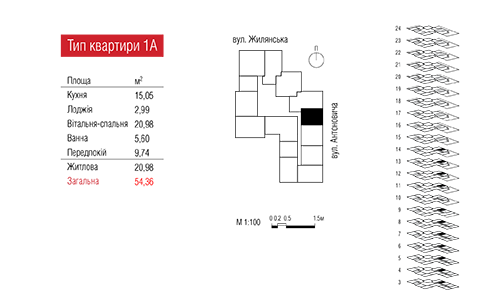 Тип квартири 1А
Площа м²
Кухня 15,05
Лоджія 2,99
Вітальня-спальня 20,98
Ванна 5,60
Передпокій 9,74
Житлова 20,98
Загальна 54,36
вул. Жилянська
П
вул. Антоновича
М 1:100
0 0.2 0.5 1.5м
24
23
22
21
20
19
18
17
16
15
14
13
12
11
10
9
8
7
6
5
4
3